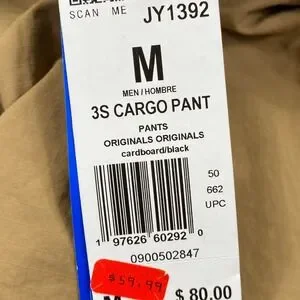 SCAN ME JY1392
M
MEN / HOMBRE
3S CARGO PANT
PANTS
ORIGINALS ORIGINALS
cardboard/black
50
662
UPC
1 97626 60292 0
0900502847
$59.99
M $ 80.00